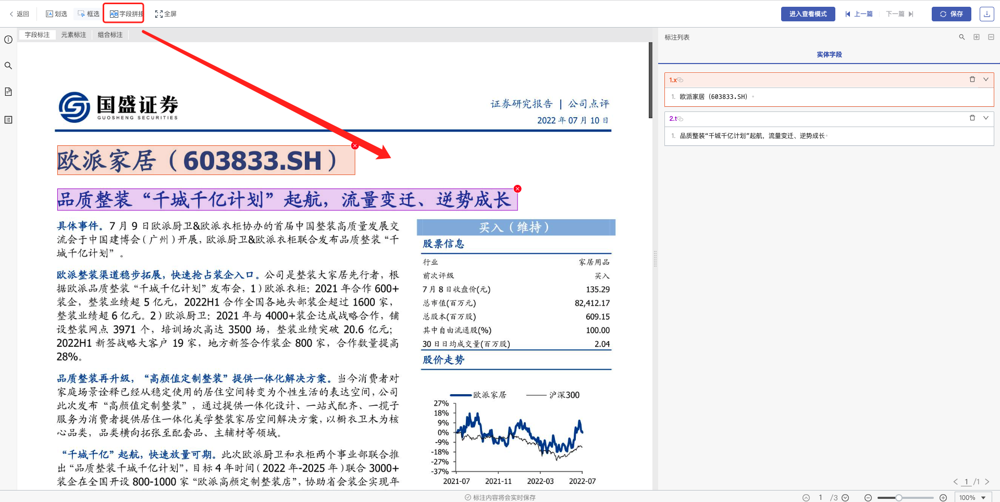 返回
划选
框选
字段拼接
全屏
进入查看模式
上一篇
下一篇
保存
字段标注
元素标注
组合标注
国盛证券
GUOSHENG SECURITIES
证券研究报告 | 公司点评
2022 年 07 月 10 日
欧派家居（603833.SH）
品质整装“千城千亿计划”起航，流量变迁、逆势成长
具体事件。7 月 9 日欧派厨卫&欧派衣柜协办的首届中国整装高质量发展交
流会于中国建博会（广州）开展，欧派厨卫&欧派衣柜联合发布品质整装“千
城千亿计划”。
欧派整装渠道稳步拓展，快速抢占装企入口。公司是整装大家居先行者，根
据欧派品质整装“千城千亿计划”发布会，1）欧派衣柜：2021 年合作 600+
装企，整装业绩超 5 亿元，2022H1 合作全国各地头部装企超过 1600 家，
整装业绩超 6 亿元。2）欧派厨卫：2021 年与 4000+装企达成战略合作，铺
设整装网点 3971 个，培训场次高达 3500 场，整装业绩突破 20.6 亿元；
2022H1 新签战略大客户 19 家，地方新签合作装企 800 家，合作数量提高
28%。
品质整装再升级，“高颜值定制整装”提供一体化解决方案。当今消费者对
家庭场景诠释已经从稳定使用的居住空间转变为个性生活的表达空间，公司
此次发布“高颜值定制整装”，通过提供一体化设计、一站式配齐、一揽子
服务为消费者提供居住一体化美学整装家居空间解决方案，以橱衣卫木为核
心品类，品类横向拓张至配套品、主辅材等领域。
“千城千亿”起航，快速放量可期。此次欧派厨卫和衣柜两个事业部联合推
出“品质整装千城千亿计划”，目标 4 年时间（2022 年-2025 年）联合 3000+
装企在全国开设 800-1000 家“欧派高颜定制整装店”，协助省会装企实现年
买入（维持）
股票信息
行业 家居用品
前次评级 买入
7 月 8 日收盘价(元) 135.29
总市值(百万元) 82,412.17
总股本(百万股) 609.15
其中自由流通股(%) 100.00
30 日日均成交量(百万股) 2.04
股价走势
欧派家居 沪深300
27%
18%
9%
0%
-9%
-18%
-27%
-37%
2021-07 2021-11 2022-03 2022-07
标注列表
实体字段
1.x
1. 欧派家居（603833.SH）
2.t
1. 品质整装“千城千亿计划”起航，流量变迁、逆势成长
1 /1
标注内容将会实时保存
1 /3
100%